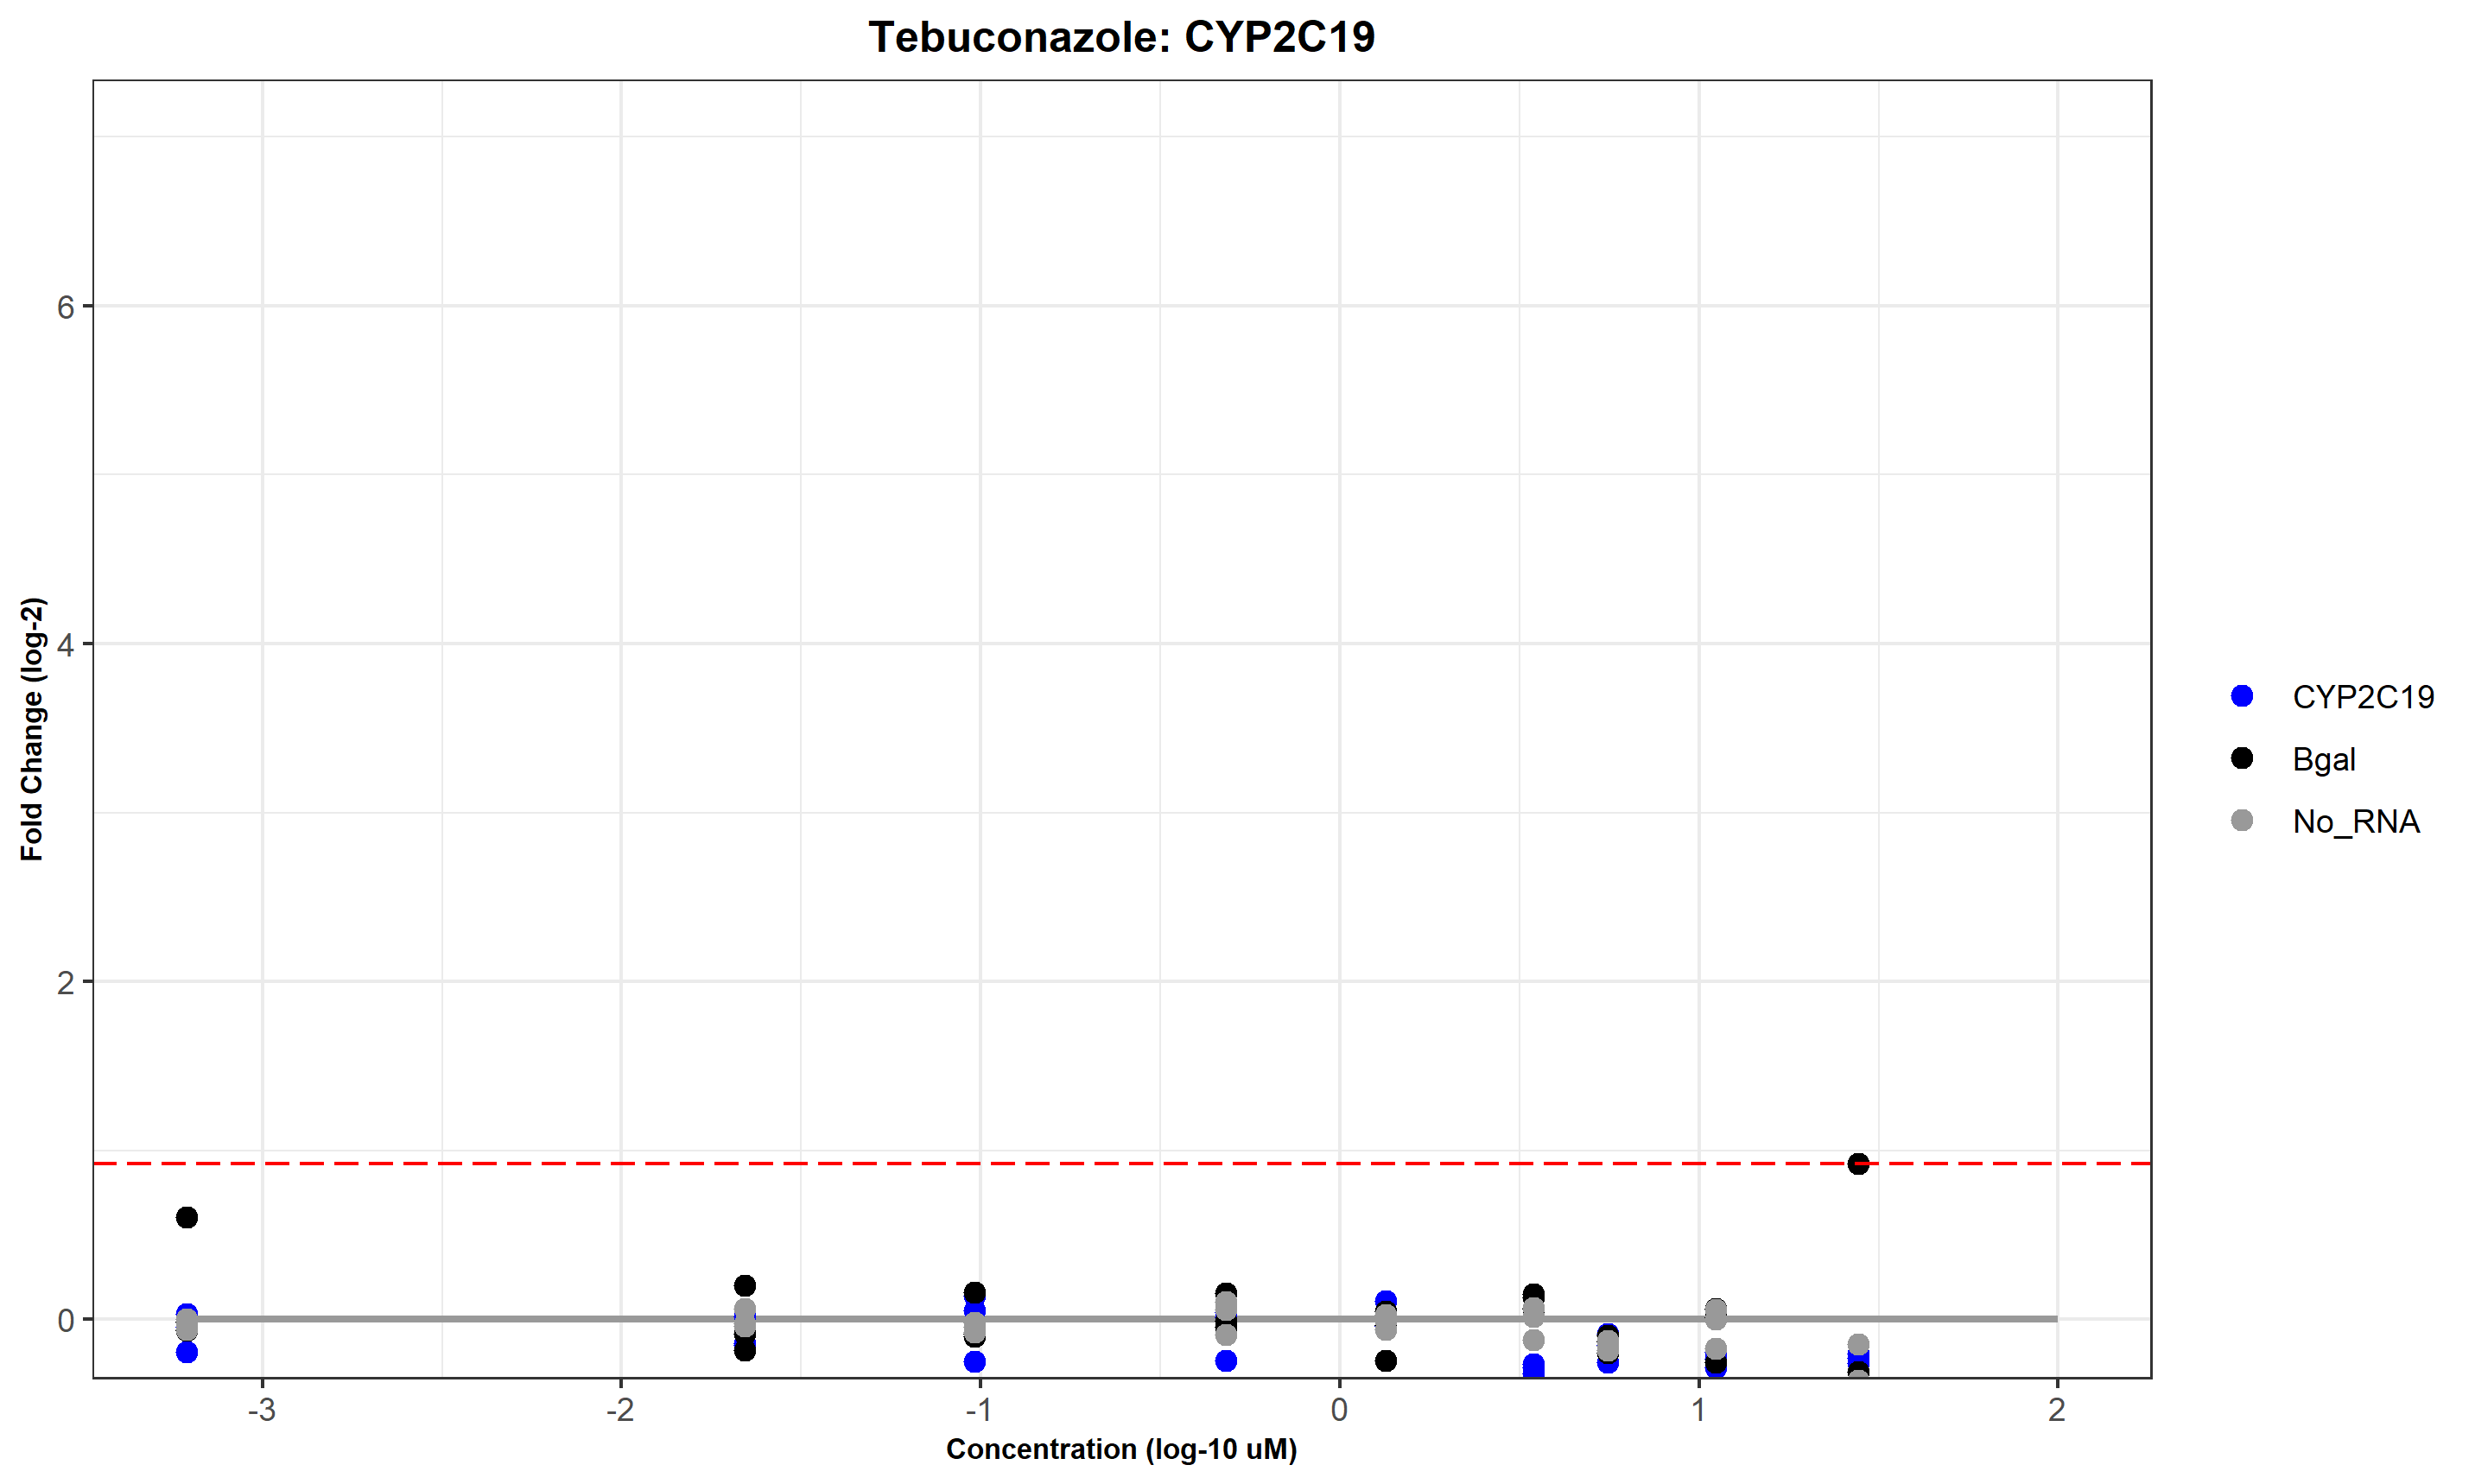 Tebuconazole: CYP2C19
Fold Change (log-2)
6
4
2
0
-3
-2
-1
0
1
2
Concentration (log-10 uM)
CYP2C19
Bgal
No_RNA